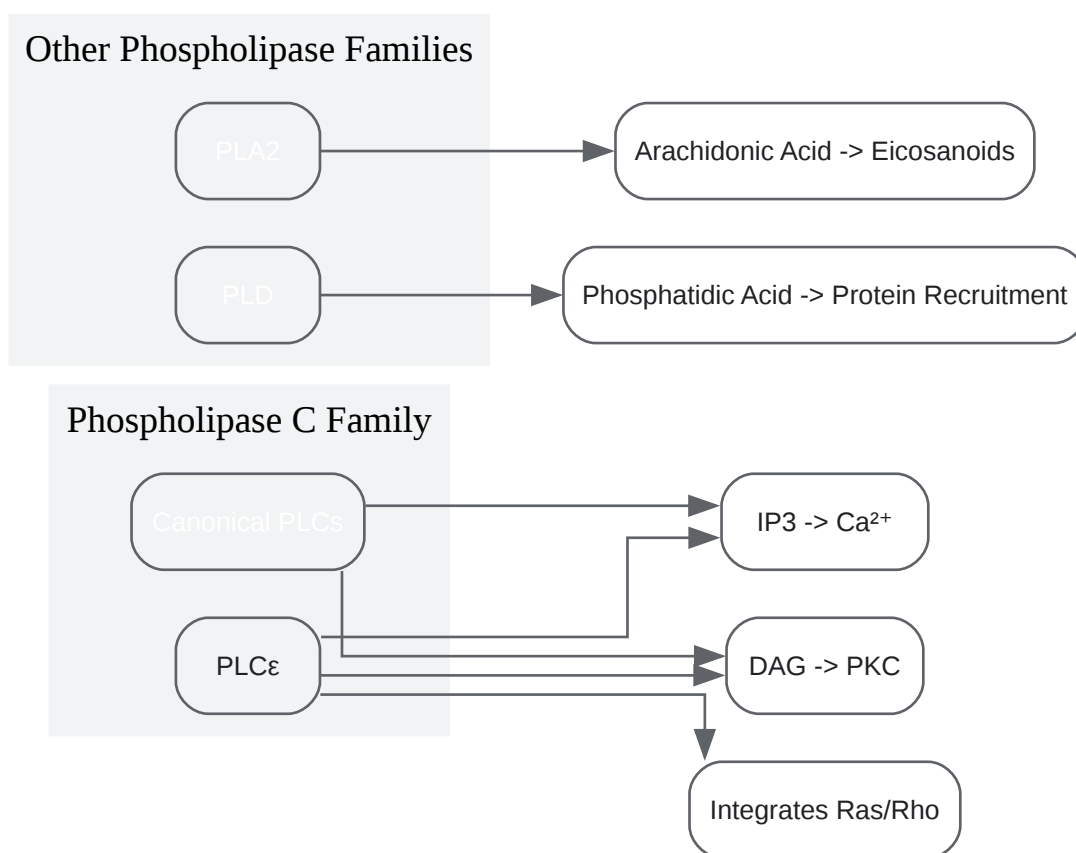 Other Phospholipase Families
PLA2
Arachidonic Acid -> Eicosanoids
PLD
Phosphatidic Acid -> Protein Recruitment
Phospholipase C Family
Canonical PLCs
IP3 -> Ca²⁺
PLCε
DAG -> PKC
Integrates Ras/Rho